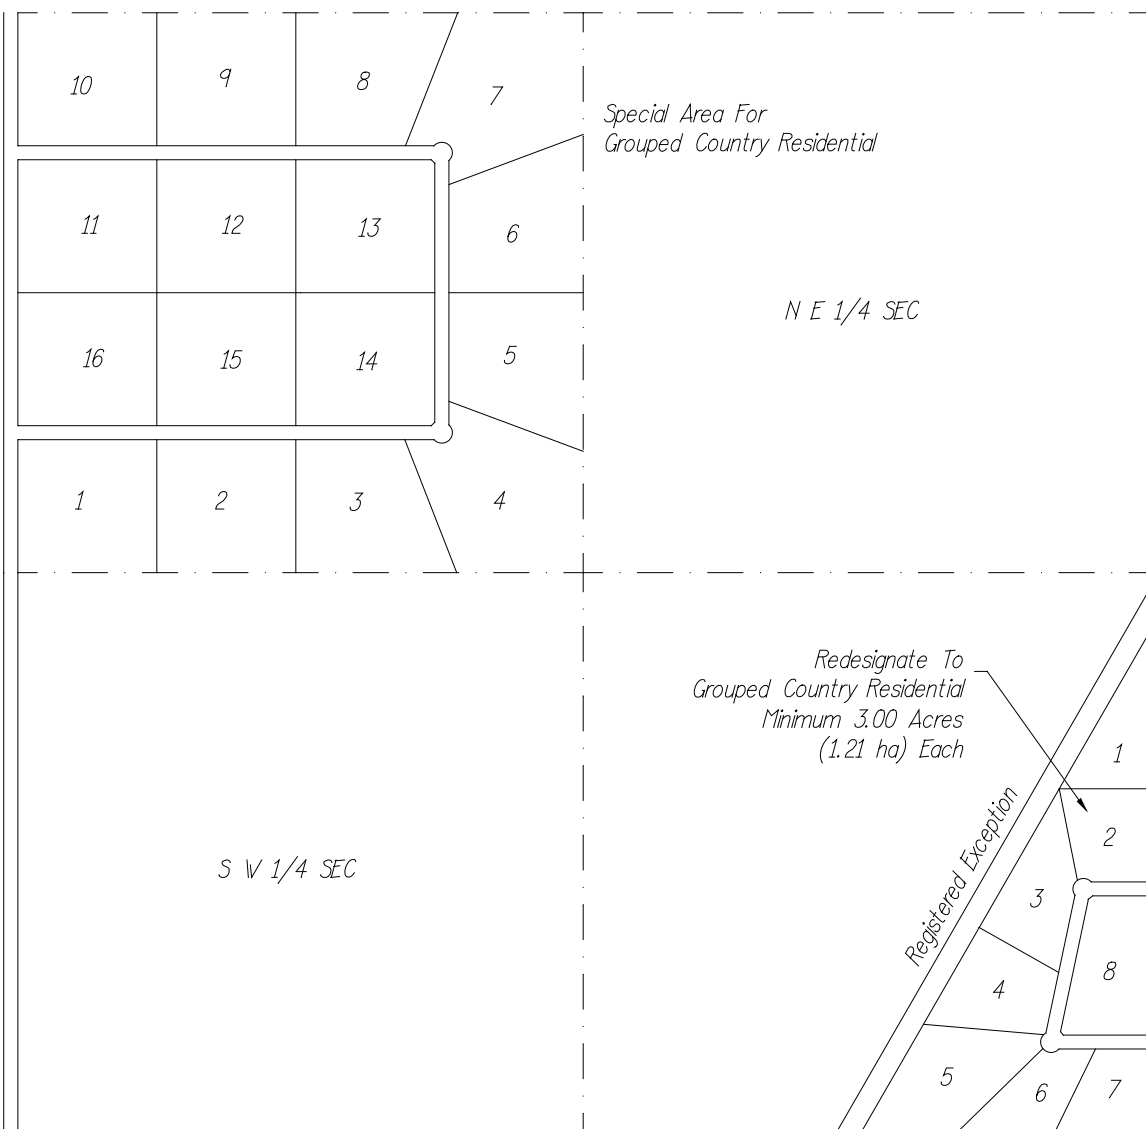 10
9
8
7
Special Area For
Grouped Country Residential
11
12
13
6
N E 1/4 SEC
16
15
14
5
1
2
3
4
Redesignate To
Grouped Country Residential
Minimum 3.00 Acres
(1.21 ha) Each
1
2
S W 1/4 SEC
Registered Exception
3
8
4
5
6
7